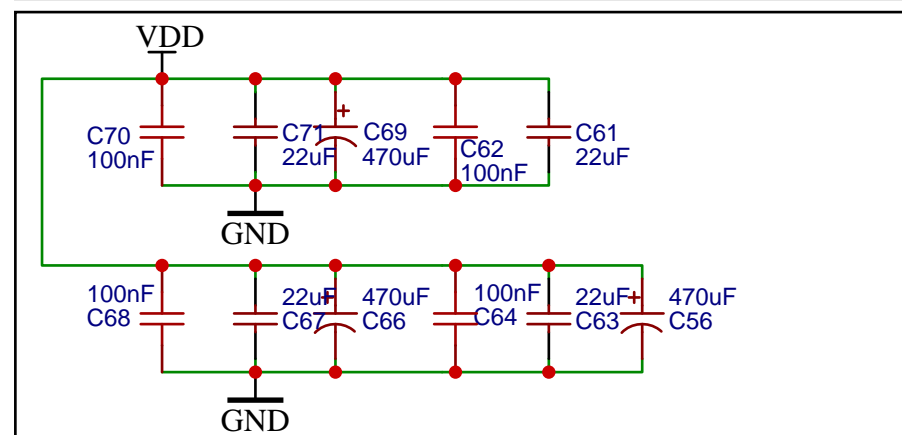 VDD
C70
100nF
C71
22uF
C69
470uF
C62
100nF
C61
22uF
GND
100nF
C68
22uF
C67
470uF
C66
100nF
C64
22uF
C63
470uF
C56
GND